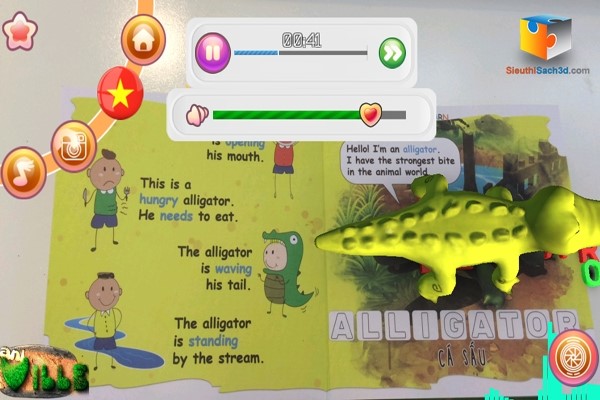 00:41
SieuthiSach3d.com
is opening
his mouth.
This is a
hungry alligator.
He needs to eat.
The alligator
is waving
his tail.
The alligator
is standing
by the stream.
Hello! I'm an alligator.
I have the strongest bite
in the animal world
ALLIGATOR
CÁ SẤU